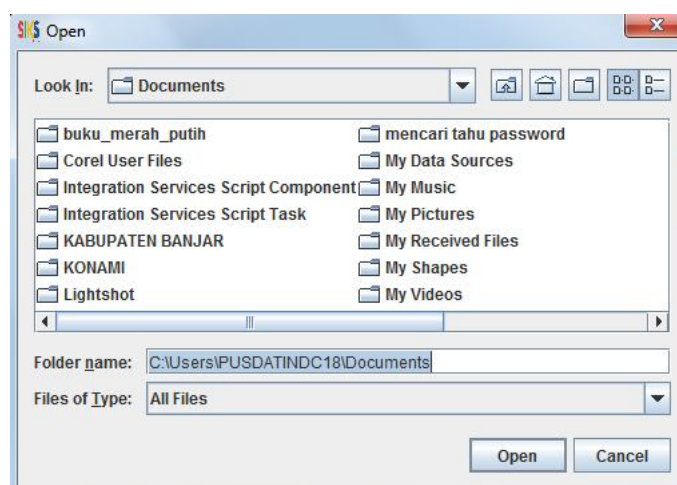 SIKS Open
Look In: Documents
buku_merah_putih
Corel User Files
Integration Services Script Component
Integration Services Script Task
KABUPATEN BANJAR
KONAMI
Lightshot
mencari tahu password
My Data Sources
My Music
My Pictures
My Received Files
My Shapes
My Videos
Folder name: C:\Users\PUSDATINDC18\Documents
Files of Type: All Files
Open Cancel